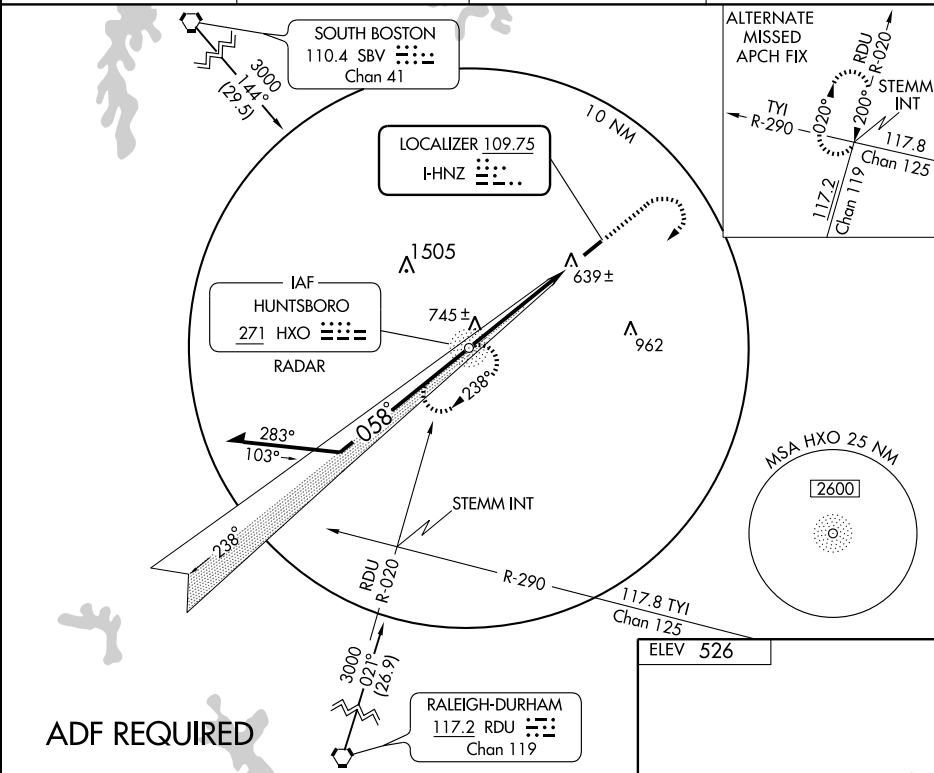 SOUTH BOSTON
110.4 SBV
Chan 41
3000
144°
(29.5)
10 NM
LOCALIZER 109.75
I-HNZ
ALTERNATE
MISSED
APCH FIX
RDU
R-020
STEMM
INT
TYI
R-290
020°
200°
117.8
Chan 125
117.2
Chan 119
1505
639±
745±
962
IAF
HUNTSBORO
271 HXO
RADAR
238°
058°
283°
103°
238°
STEMM INT
RDU
R-020
R-290
117.8 TYI
Chan 125
MSA HXO 25 NM
2600
3000
021°
(26.9)
RALEIGH-DURHAM
117.2 RDU
Chan 119
ELEV 526
ADF REQUIRED